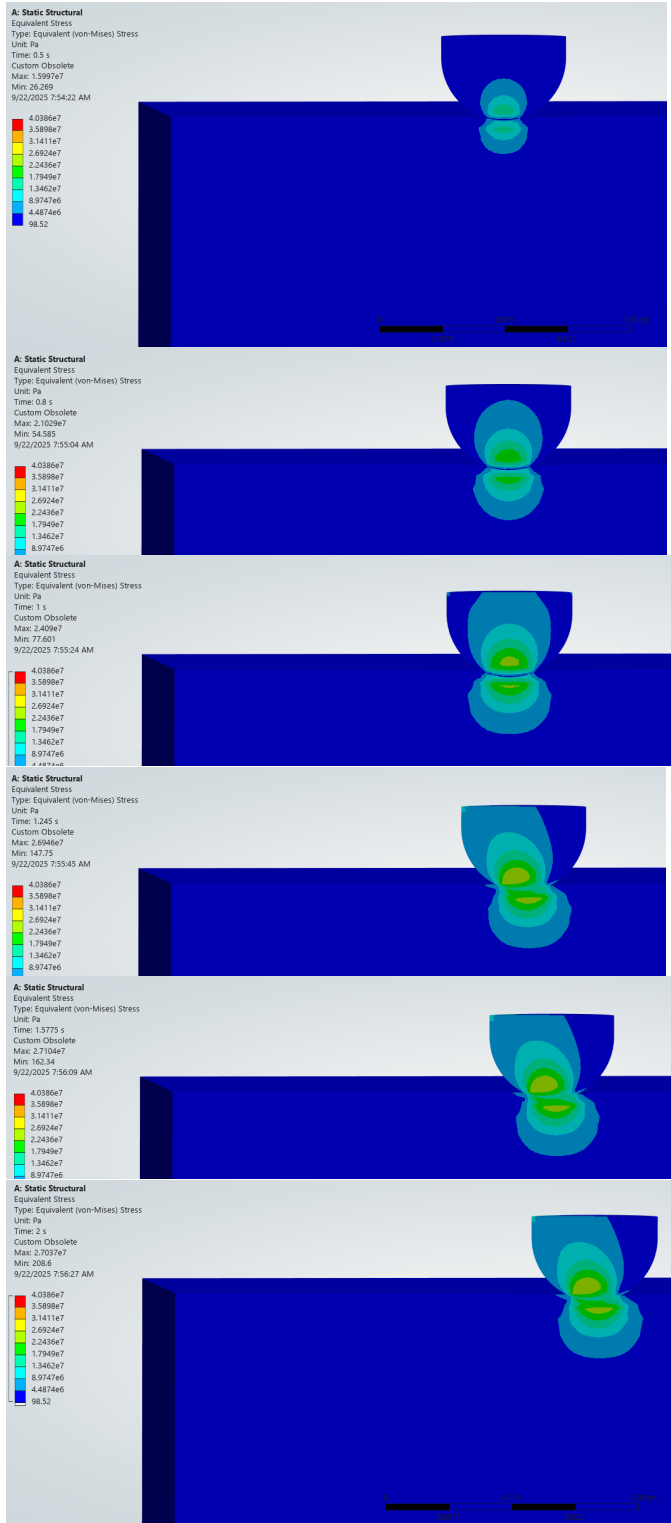 A: Static Structural
Equivalent Stress
Type: Equivalent (von-Mises) Stress
Unit: Pa
Time: 0.5 s
Custom Obsolete
Max: 1.5997e7
Min: 26.269
9/22/2025 7:54:22 AM
4.0386e7
3.5898e7
3.1411e7
2.6924e7
2.2436e7
1.7949e7
1.3462e7
8.9747e6
4.4874e6
98.52
A: Static Structural
Equivalent Stress
Type: Equivalent (von-Mises) Stress
Unit: Pa
Time: 0.8 s
Custom Obsolete
Max: 2.1029e7
Min: 54.585
9/22/2025 7:55:04 AM
4.0386e7
3.5898e7
3.1411e7
2.6924e7
2.2436e7
1.7949e7
1.3462e7
8.9747e6
A: Static Structural
Equivalent Stress
Type: Equivalent (von-Mises) Stress
Unit: Pa
Time: 1 s
Custom Obsolete
Max: 2.409e7
Min: 77.601
9/22/2025 7:55:24 AM
4.0386e7
3.5898e7
3.1411e7
2.6924e7
2.2436e7
1.7949e7
1.3462e7
8.9747e6
4.4874e6
A: Static Structural
Equivalent Stress
Type: Equivalent (von-Mises) Stress
Unit: Pa
Time: 1.245 s
Custom Obsolete
Max: 2.6946e7
Min: 147.75
9/22/2025 7:55:45 AM
4.0386e7
3.5898e7
3.1411e7
2.6924e7
2.2436e7
1.7949e7
1.3462e7
8.9747e6
A: Static Structural
Equivalent Stress
Type: Equivalent (von-Mises) Stress
Unit: Pa
Time: 1.5775 s
Custom Obsolete
Max: 2.7104e7
Min: 162.34
9/22/2025 7:56:09 AM
4.0386e7
3.5898e7
3.1411e7
2.6924e7
2.2436e7
1.7949e7
1.3462e7
8.9747e6
A: Static Structural
Equivalent Stress
Type: Equivalent (von-Mises) Stress
Unit: Pa
Time: 2 s
Custom Obsolete
Max: 2.7037e7
Min: 208.6
9/22/2025 7:56:27 AM
4.0386e7
3.5898e7
3.1411e7
2.6924e7
2.2436e7
1.7949e7
1.3462e7
8.9747e6
4.4874e6
98.52